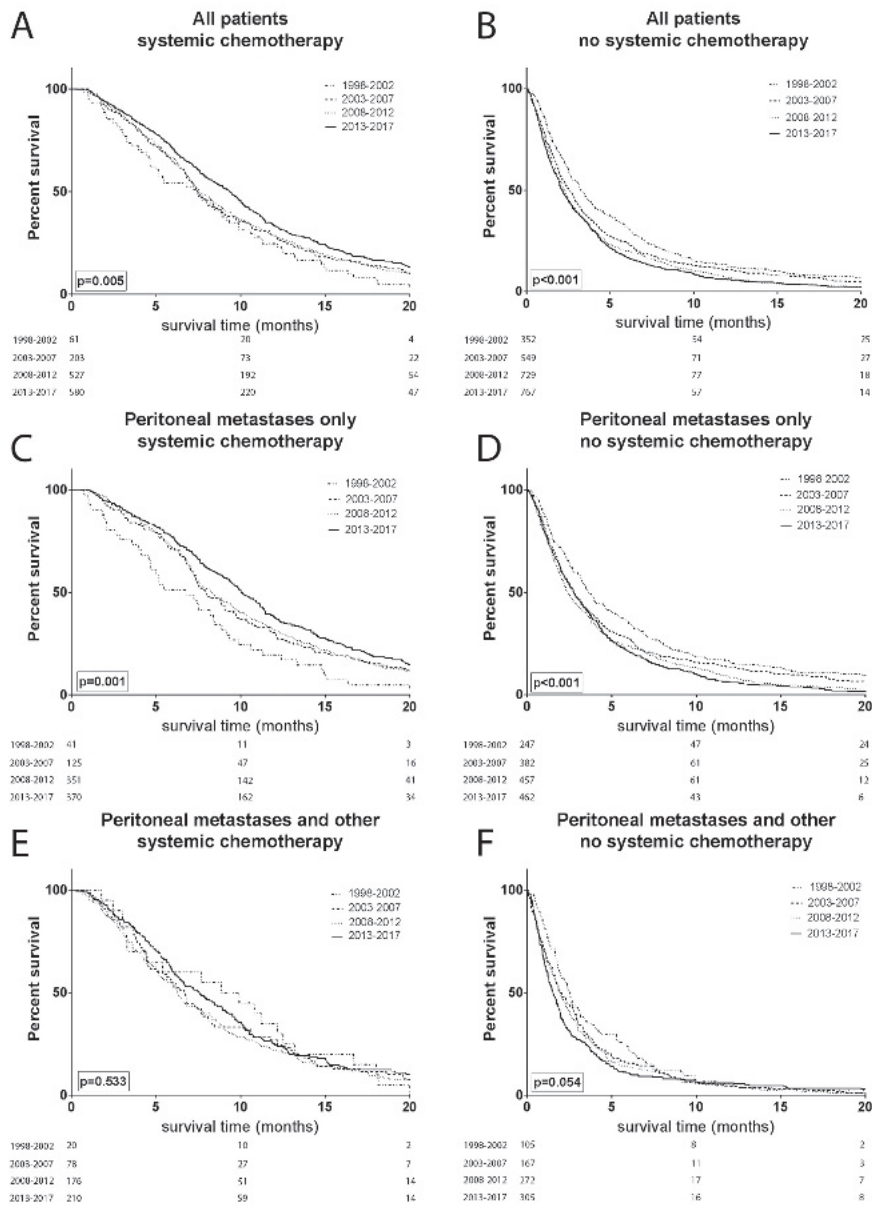 A
All patients
systemic chemotherapy
Percent survival
100
50
0
0 5 10 15 20
1998-2002
2003-2007
2008-2012
2013-2017
p=0.005
survival time (months)
1998-2002 61 20 4
2003-2007 203 73 22
2008-2012 527 192 54
2013-2017 580 220 47
B
All patients
no systemic chemotherapy
Percent survival
100
50
0
0 5 10 15 20
1998-2002
2003-2007
2008-2012
2013-2017
p<0.001
survival time (months)
1998-2002 352 54 25
2003-2007 549 71 27
2008-2012 729 77 18
2013-2017 767 57 14
C
Peritoneal metastases only
systemic chemotherapy
Percent survival
100
50
0
0 5 10 15 20
1998-2002
2003-2007
2008-2012
2013-2017
p=0.001
survival time (months)
1998-2002 41 11 3
2003-2007 125 47 16
2008-2012 351 142 41
2013-2017 370 162 34
D
Peritoneal metastases only
no systemic chemotherapy
Percent survival
100
50
0
0 5 10 15 20
1998 2002
2003-2007
2008-2012
2013-2017
p<0.001
survival time (months)
1998-2002 247 47 24
2003-2007 382 61 25
2008-2012 457 61 12
2013-2017 462 43 6
E
Peritoneal metastases and other
systemic chemotherapy
Percent survival
100
50
0
0 5 10 15 20
1998-2002
2003-2007
2008-2012
2013-2017
p=0.533
survival time (months)
1998-2002 20 10 2
2003-2007 78 27 7
2008-2012 176 51 14
2013-2017 210 59 14
F
Peritoneal metastases and other
no systemic chemotherapy
Percent survival
100
50
0
0 5 10 15 20
1998-2002
2003-2007
2008-2012
2013-2017
p=0.054
survival time (months)
1998-2002 105 8 2
2003-2007 167 11 3
2008-2012 272 17 7
2013-2017 305 16 8